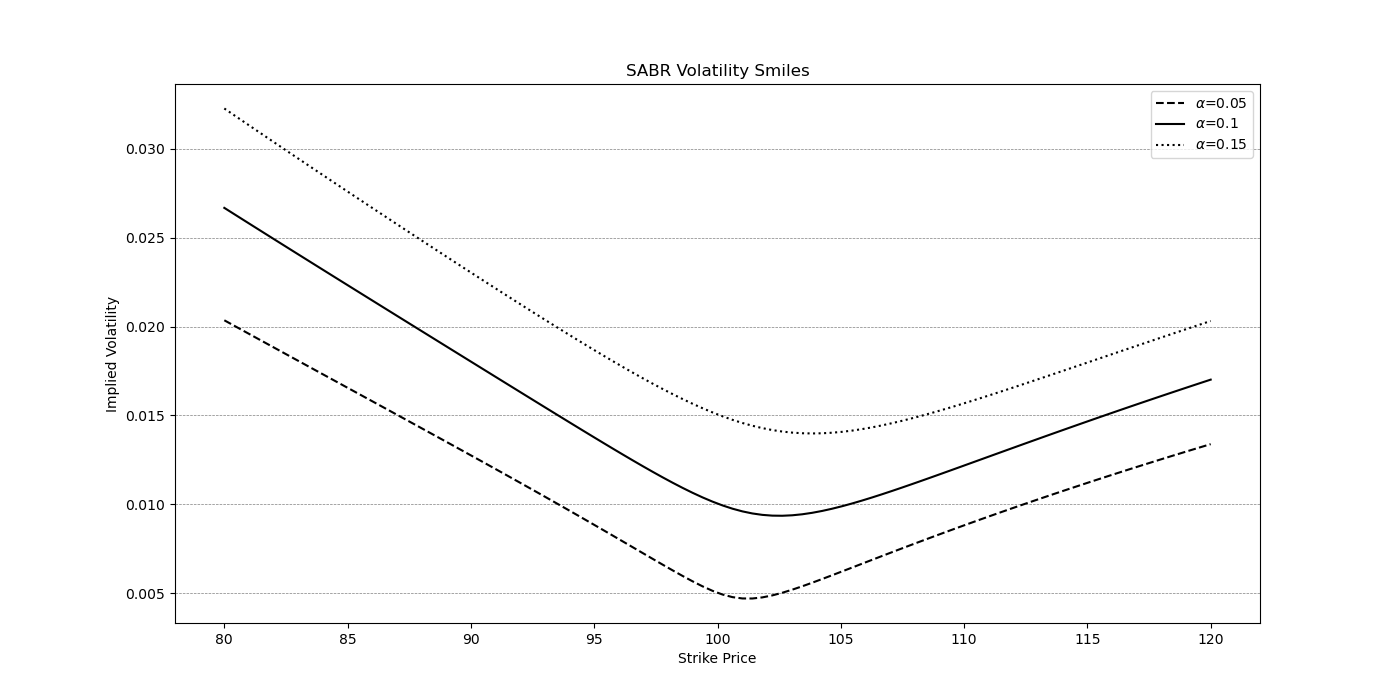 SABR Volatility Smiles
α=0.05
α=0.1
α=0.15
0.030
0.025
0.020
0.015
0.010
0.005
Implied Volatility
80 85 90 95 100 105 110 115 120
Strike Price